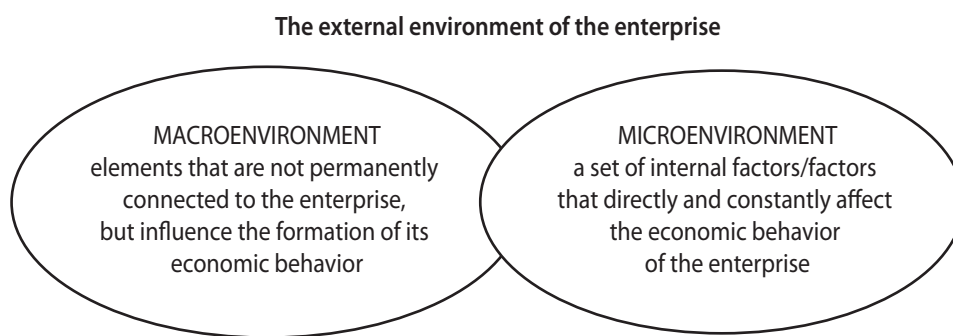 The external environment of the enterprise
MACROENVIRONMENT
elements that are not permanently
connected to the enterprise,
but influence the formation of its
economic behavior
MICROENVIRONMENT
a set of internal factors/factors
that directly and constantly affect
the economic behavior
of the enterprise